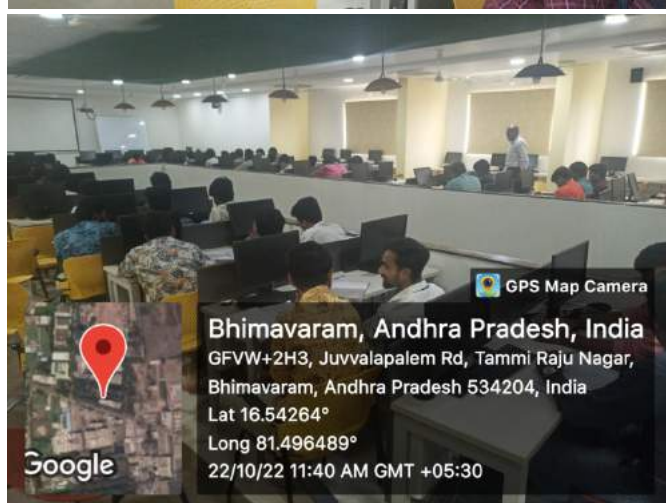 GPS Map Camera
Bhimavaram, Andhra Pradesh, India
GFVW+2H3, Juvvalapalem Rd, Tammi Raju Nagar,
Bhimavaram, Andhra Pradesh 534204, India
Lat 16.54264°
Long 81.496489°
22/10/22 11:40 AM GMT +05:30
Google